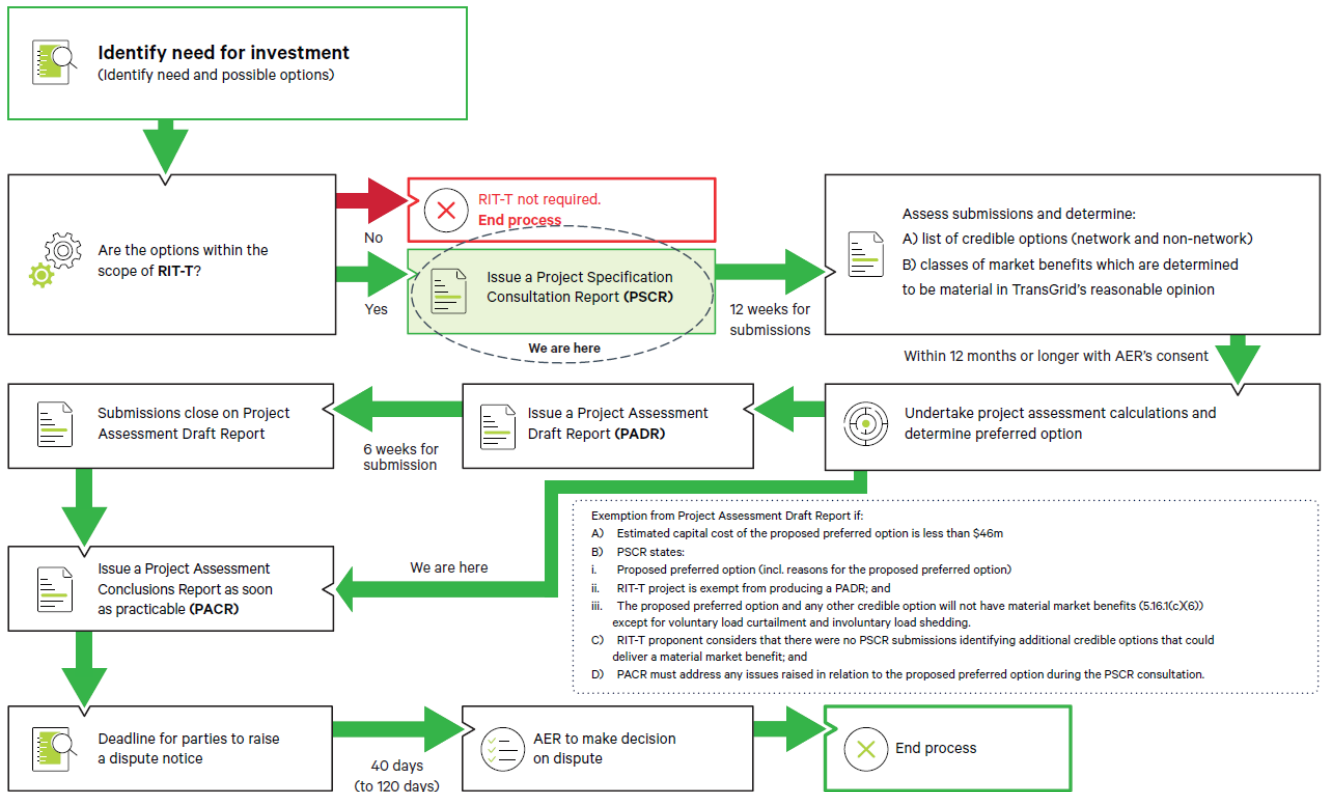 Identify need for investment
(Identify need and possible options)
Are the options within the
scope of RIT-T?
No
Yes
RIT-T not required.
End process
Issue a Project Specification
Consultation Report (PSCR)
We are here
12 weeks for
submissions
Assess submissions and determine:
A) list of credible options (network and non-network)
B) classes of market benefits which are determined
to be material in TransGrid's reasonable opinion
Within 12 months or longer with AER's consent
Undertake project assessment calculations and
determine preferred option
Issue a Project Assessment
Draft Report (PADR)
6 weeks for
submission
Submissions close on Project
Assessment Draft Report
We are here
Exemption from Project Assessment Draft Report if:
A) Estimated capital cost of the proposed preferred option is less than $46m
B) PSCR states:
i. Proposed preferred option (incl. reasons for the proposed preferred option)
ii. RIT-T project is exempt from producing a PADR; and
iii. The proposed preferred option and any other credible option will not have material market benefits (5.16.1(c)(6))
except for voluntary load curtailment and involuntary load shedding.
C) RIT-T proponent considers that there were no PSCR submissions identifying additional credible options that could
deliver a material market benefit; and
D) PACR must address any issues raised in relation to the proposed preferred option during the PSCR consultation.
Issue a Project Assessment
Conclusions Report as soon
as practicable (PACR)
Deadline for parties to raise
a dispute notice
40 days
(to 120 days)
AER to make decision
on dispute
End process